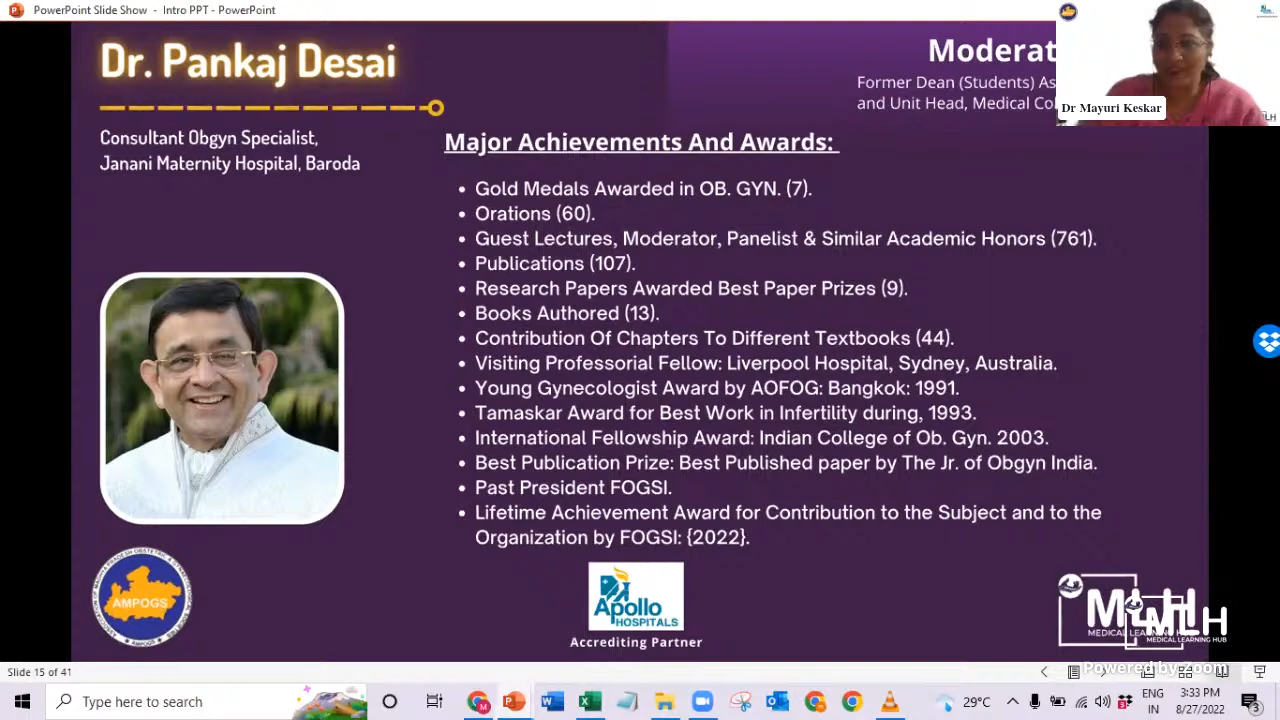 PowerPoint Slide Show - Intro PPT - PowerPoint
Dr. Pankaj Desai
Consultant Obgyn Specialist,
Janani Maternity Hospital, Baroda
Former Dean (Students)
and Unit Head, Medical
Dr Mayuri Keskar
Major Achievements And Awards:
• Gold Medals Awarded in OB. GYN. (7).
• Orations (60).
• Guest Lectures, Moderator, Panelist & Similar Academic Honors (761).
• Publications (107).
• Research Papers Awarded Best Paper Prizes (9).
• Books Authored (13).
• Contribution Of Chapters To Different Textbooks (44).
• Visiting Professorial Fellow: Liverpool Hospital, Sydney, Australia.
• Young Gynecologist Award by AOFOG: Bangkok: 1991.
• Tamaskar Award for Best Work in Infertility during, 1993.
• International Fellowship Award: Indian College of Ob. Gyn. 2003.
• Best Publication Prize: Best Published paper by The Jr. of Obgyn India.
• Past President FOGSI.
• Lifetime Achievement Award for Contribution to the Subject and to the
Organization by FOGSI: {2022}.
AMPOGS
AMPOGS
Apollo
HOSPITALS
Accrediting Partner
MLH
MEDICAL LEARNING HUB
Powered by Zoom
Slide 15 of 41
Type here to search
29°C
ENG
IN
3:33 PM
8/27/2022
3